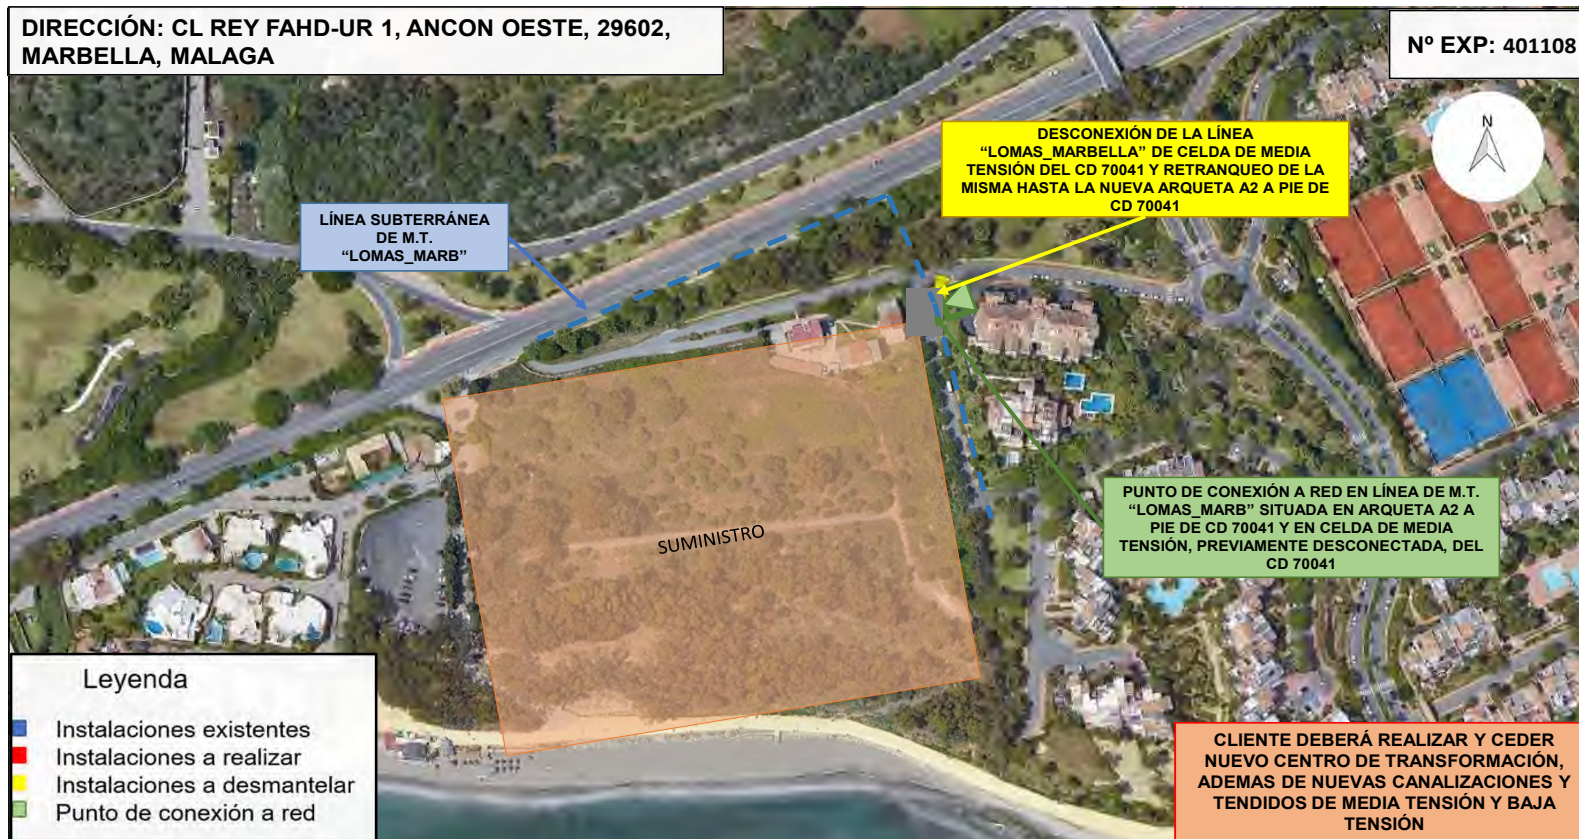 DIRECCIÓN: CL REY FAHD-UR 1, ANCON OESTE, 29602,
MARBELLA, MALAGA
Nº EXP: 401108
N
DESCONEXIÓN DE LA LÍNEA
“LOMAS_MARBELLA” DE CELDA DE MEDIA
TENSIÓN DEL CD 70041 Y RETRANQUEO DE LA
MISMA HASTA LA NUEVA ARQUETA A2 A PIE DE
CD 70041
LÍNEA SUBTERRÁNEA
DE M.T.
“LOMAS_MARB”
PUNTO DE CONEXIÓN A RED EN LÍNEA DE M.T.
“LOMAS_MARB” SITUADA EN ARQUETA A2 A
PIE DE CD 70041 Y EN CELDA DE MEDIA
TENSIÓN, PREVIAMENTE DESCONECTADA, DEL
CD 70041
SUMINISTRO
Leyenda
Instalaciones existentes
Instalaciones a realizar
Instalaciones a desmantelar
Punto de conexión a red
CLIENTE DEBERÁ REALIZAR Y CEDER
NUEVO CENTRO DE TRANSFORMACIÓN,
ADEMAS DE NUEVAS CANALIZACIONES Y
TENDIDOS DE MEDIA TENSIÓN Y BAJA
TENSIÓN